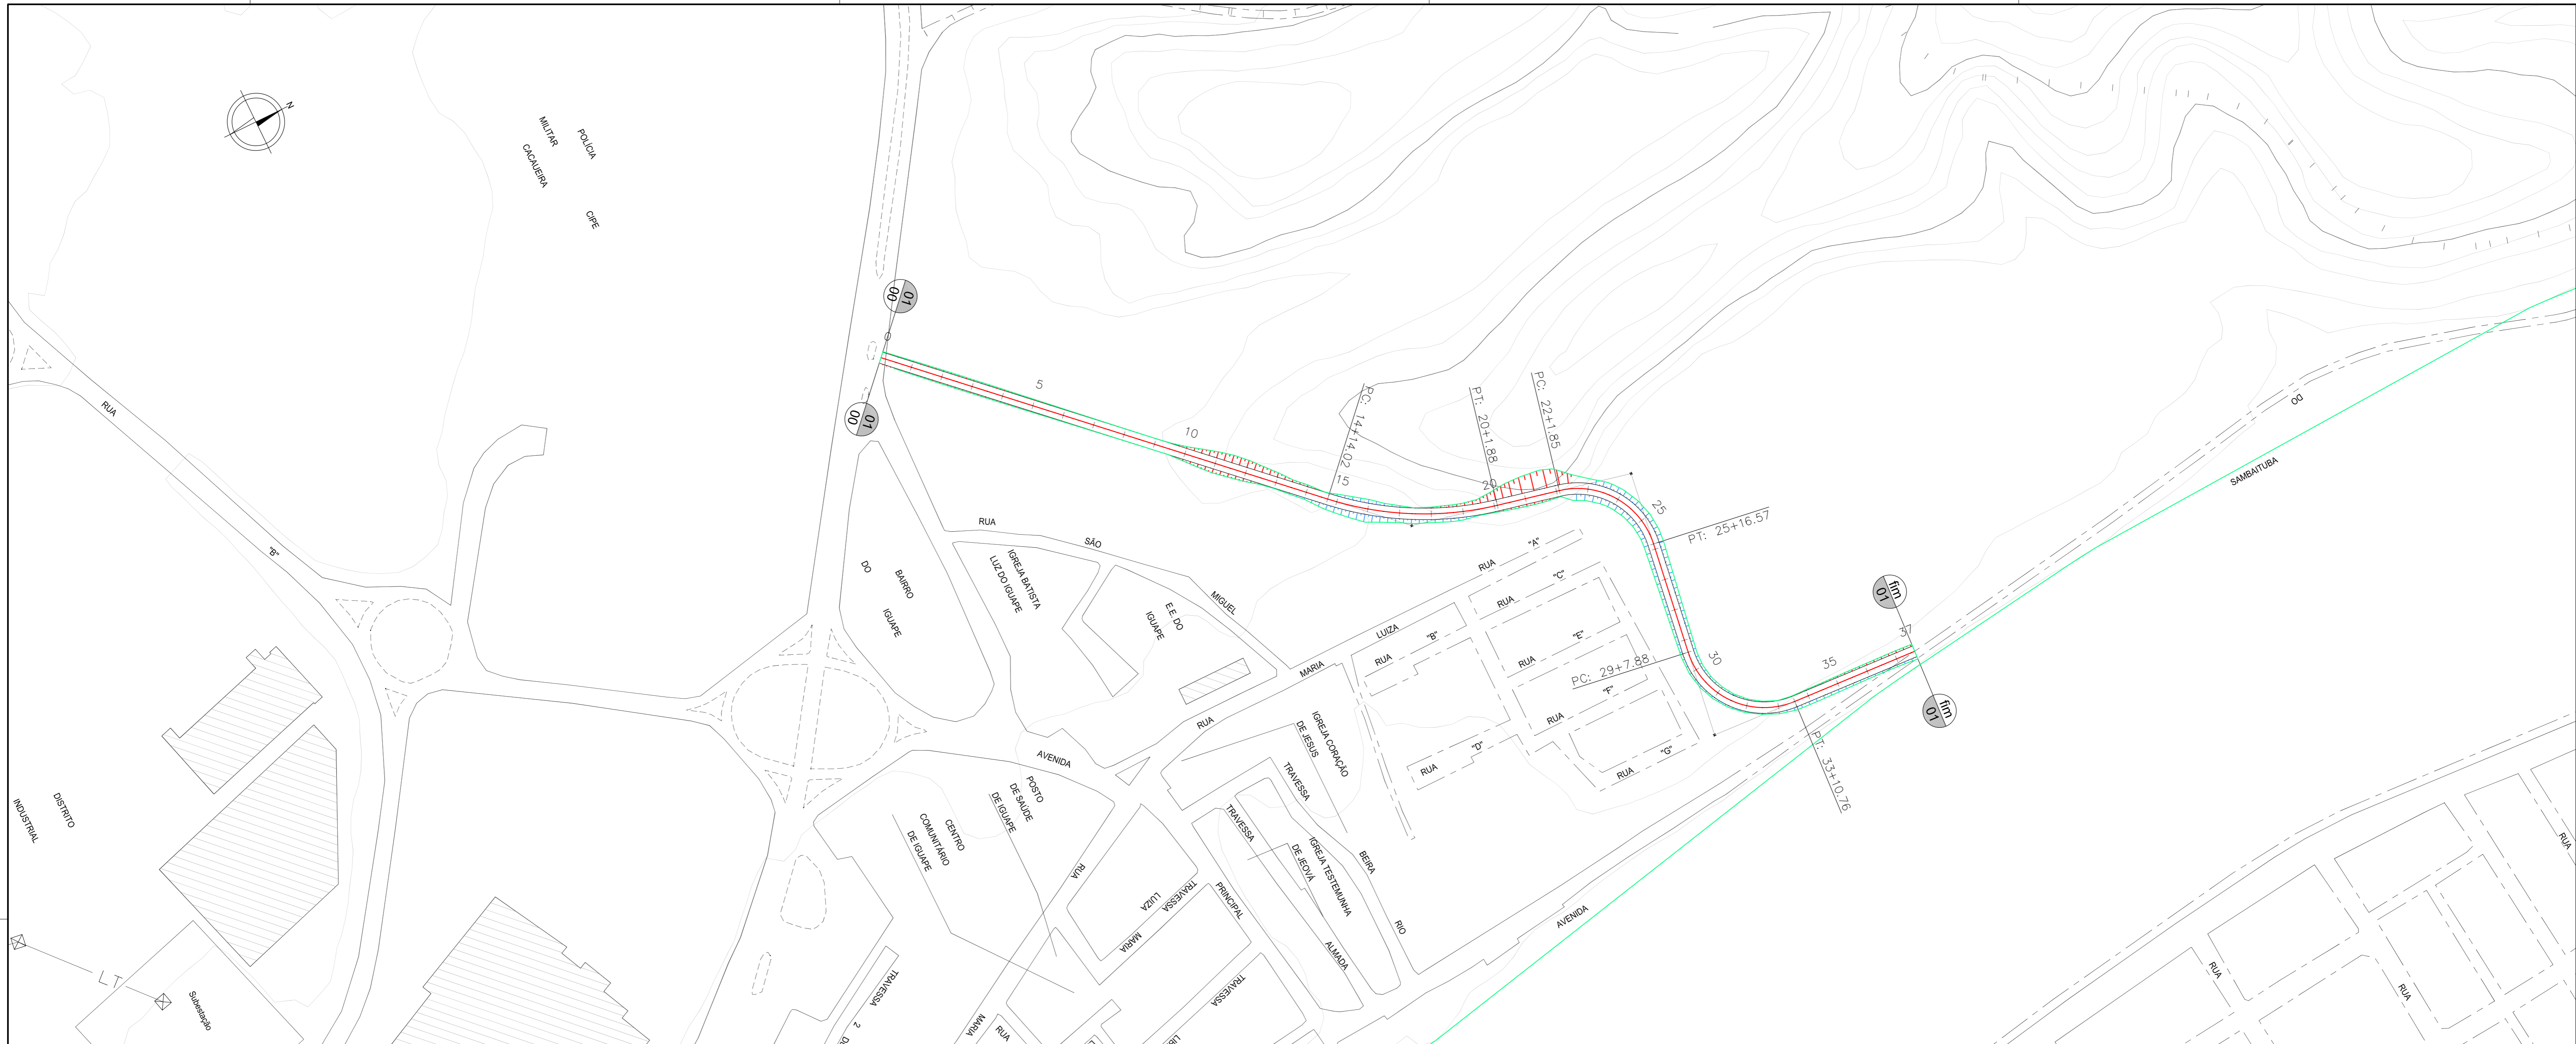 N
POLÍCIA
MILITAR
CACAUEIRA
CIPE
01
00
0
5
01
00
10
PC: 14+14.02
15
PT: 20+1.88
20
PC: 22+1.85
25
PT: 25+16.57
PC: 29+7.88
30
35
37
fim
01
fim
01
PT: 33+10.76
DO
SAMBAITUBA
AVENIDA
RUA
"B"
RUA
SÃO
MIGUEL
DO
BAIRRO
IGUAPE
IGREJA BATISTA
LUZ DO IGUAPE
E.E. DO
IGUAPE
RUA
MARIA
LUIZA
RUA
"A"
RUA
"C"
RUA
"B"
RUA
"E"
RUA
"F"
RUA
"D"
RUA
"G"
IGREJA CORAÇÃO
DE JESUS
AVENIDA
POSTO
DE SAÚDE
DE IGUAPE
CENTRO
COMUNITÁRIO
DE IGUAPE
TRAVESSA
TRAVESSA
IGREJA TESTEMUNHA
DE JEOVÁ
BEIRA
RIO
ALMADA
PRINCIPAL
RUA
MARIA
TRAVESSA
LUIZA
MARIA
TRAVESSA
TRAVESSA
2
RUA
DISTRITO
INDUSTRIAL
LT
Subestação
RUA
RUA
RUA